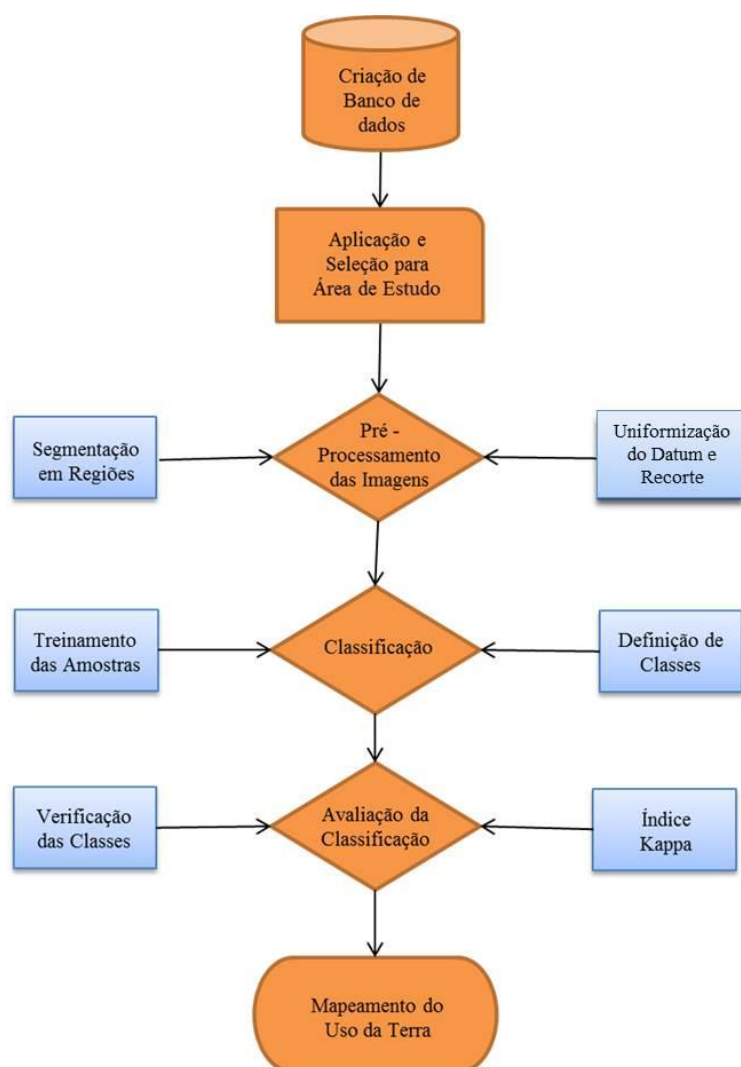 Criação de
Banco de
dados
Aplicação e
Seleção para
Área de Estudo
Segmentação
em Regiões
Pré -
Processamento
das Imagens
Uniformização
do Datum e
Recorte
Treinamento
das Amostras
Classificação
Definição de
Classes
Verificação
das Classes
Avaliação da
Classificação
Índice
Kappa
Mapeamento do
Uso da Terra